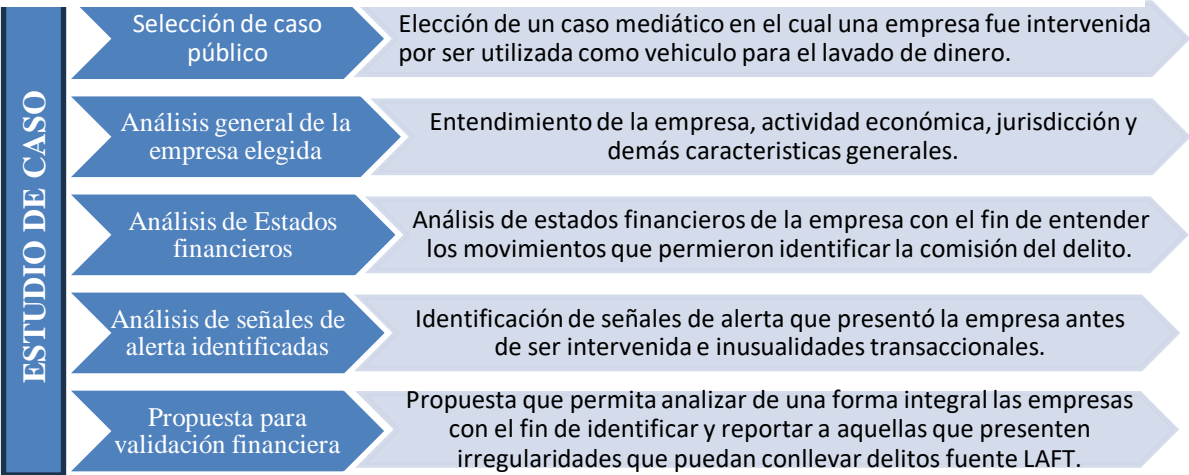 ESTUDIO DE CASO
Selección de caso
público
Elección de un caso mediático en el cual una empresa fue intervenida
por ser utilizada como vehiculo para el lavado de dinero.
Análisis general de la
empresa elegida
Entendimiento de la empresa, actividad económica, jurisdicción y
demás caracteristicas generales.
Análisis de Estados
financieros
Análisis de estados financieros de la empresa con el fin de entender
los movimientos que permieron identificar la comisión del delito.
Análisis de señales de
alerta identificadas
Identificación de señales de alerta que presentó la empresa antes
de ser intervenida e inusualidades transaccionales.
Propuesta para
validación financiera
Propuesta que permita analizar de una forma integral las empresas
con el fin de identificar y reportar a aquellas que presenten
irregularidades que puedan conllevar delitos fuente LAFT.